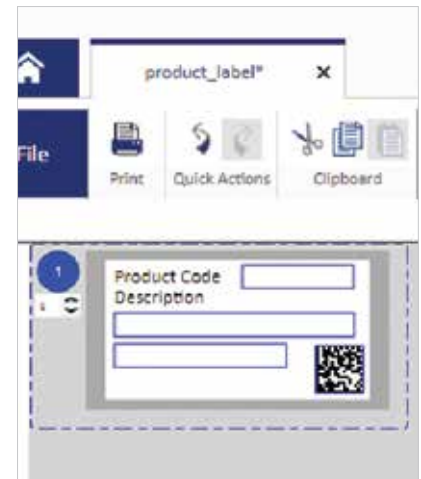 product_label*
File
Print
Quick Actions
Clipboard
1
Product Code
Description